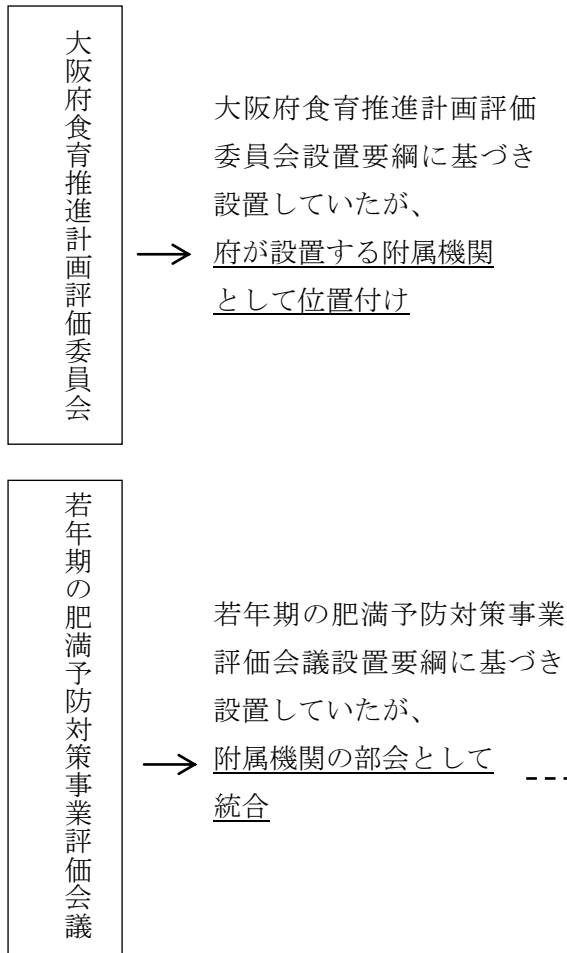 大阪府食育推進計画評価委員会
大阪府食育推進計画評価
委員会設置要綱に基づき
設置していたが、
府が設置する附属機関
として位置付け
若年期の肥満予防対策事業評価会議
若年期の肥満予防対策事業
評価会議設置要綱に基づき
設置していたが、
附属機関の部会として
統合